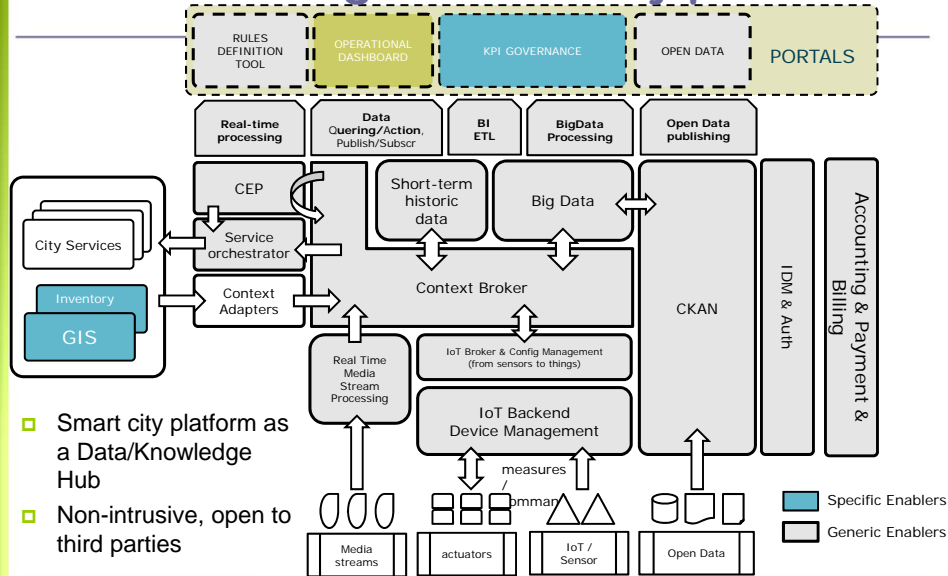 RULES
DEFINITION
TOOL
OPERATIONAL
DASHBOARD
KPI GOVERNANCE
OPEN DATA
PORTALS
Real-time
processing
Data
Quering/Action,
Publish/Subscr
BI
ETL
BigData
Processing
Open Data
publishing
CEP
Short-term
historic
data
Big Data
City Services
Service
orchestrator
Context Broker
Inventory
GIS
Context
Adapters
CKAN
IDM & Auth
Accounting & Payment &
Billing
Real Time
Media
Stream
Processing
IoT Broker & Config Management
(from sensors to things)
IoT Backend
Device Management
Smart city platform as
a Data/Knowledge
Hub
Non-intrusive, open to
third parties
measures
/
omman
Media
streams
actuators
IoT /
Sensor
Open Data
Specific Enablers
Generic Enablers